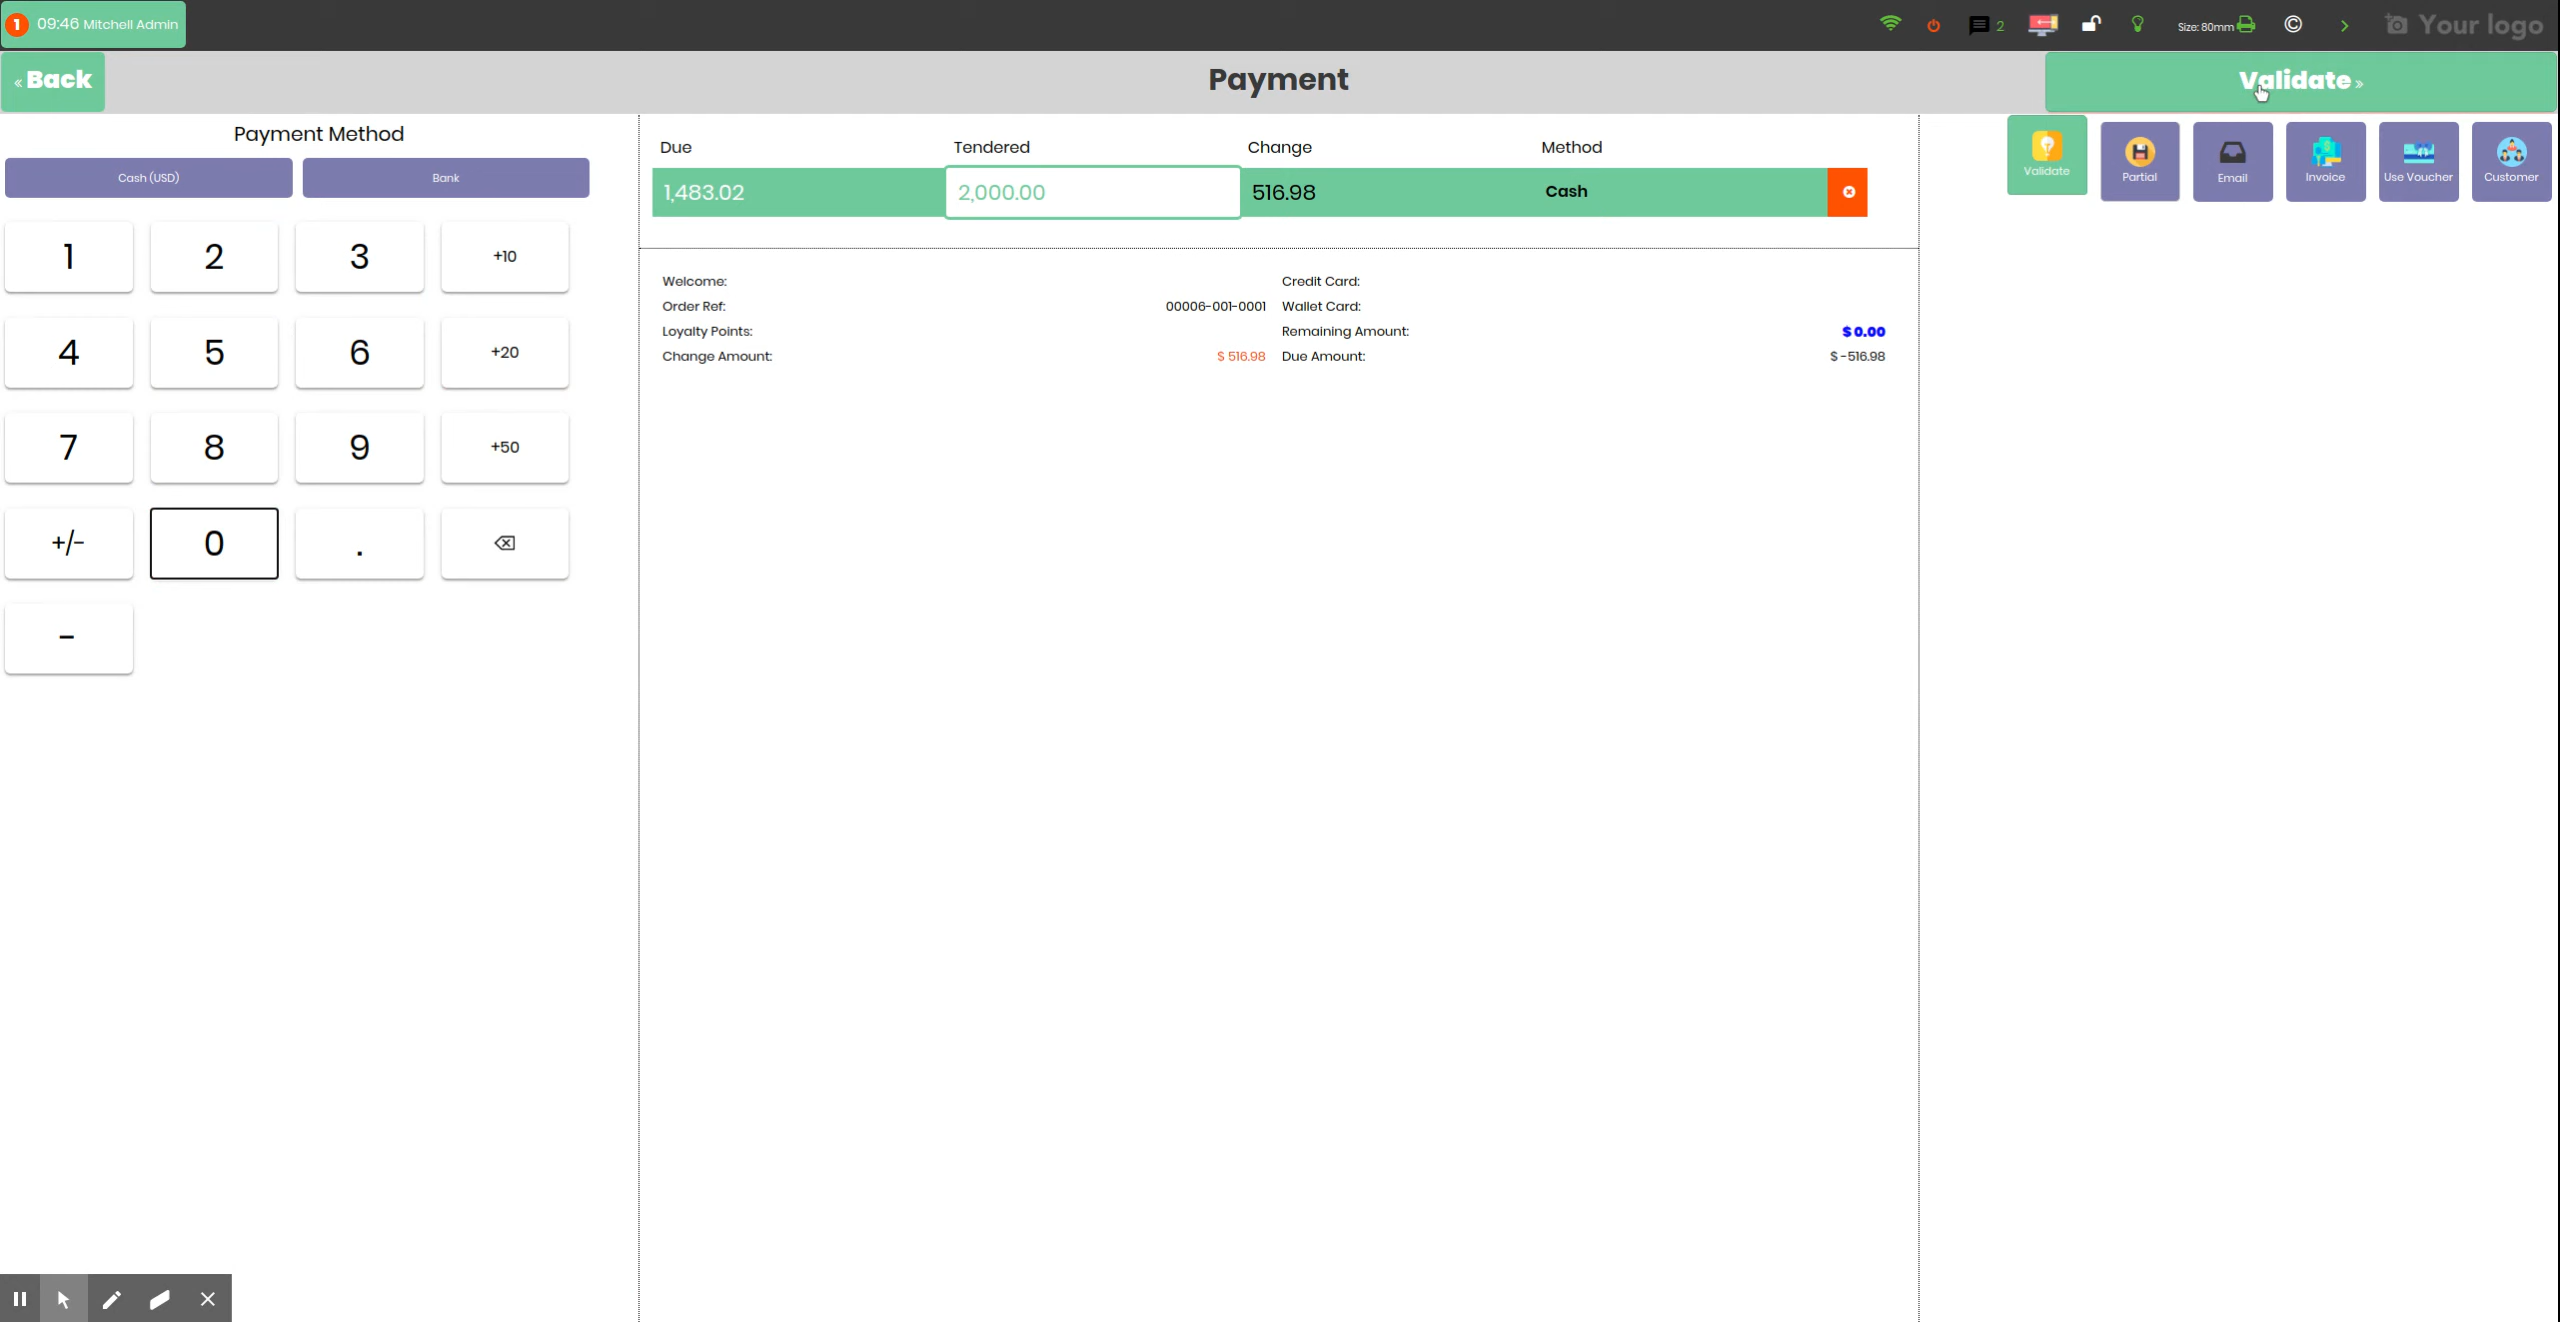 1 09:46 Mitchell Admin
2
Size: 80mm
Your logo
« Back
Payment
Validate »
Payment Method
Cash (USD)
Bank
1 2 3 +10
4 5 6 +20
7 8 9 +50
+/- 0 .
-
Due Tendered Change Method
1,483.02 2,000.00 516.98 Cash
Welcome: Credit Card:
Order Ref: 00006-001-0001 Wallet Card:
Loyalty Points: Remaining Amount: $ 0.00
Change Amount: $ 516.98 Due Amount: $ -516.98
Validate
Partial
Email
Invoice
Use Voucher
Customer